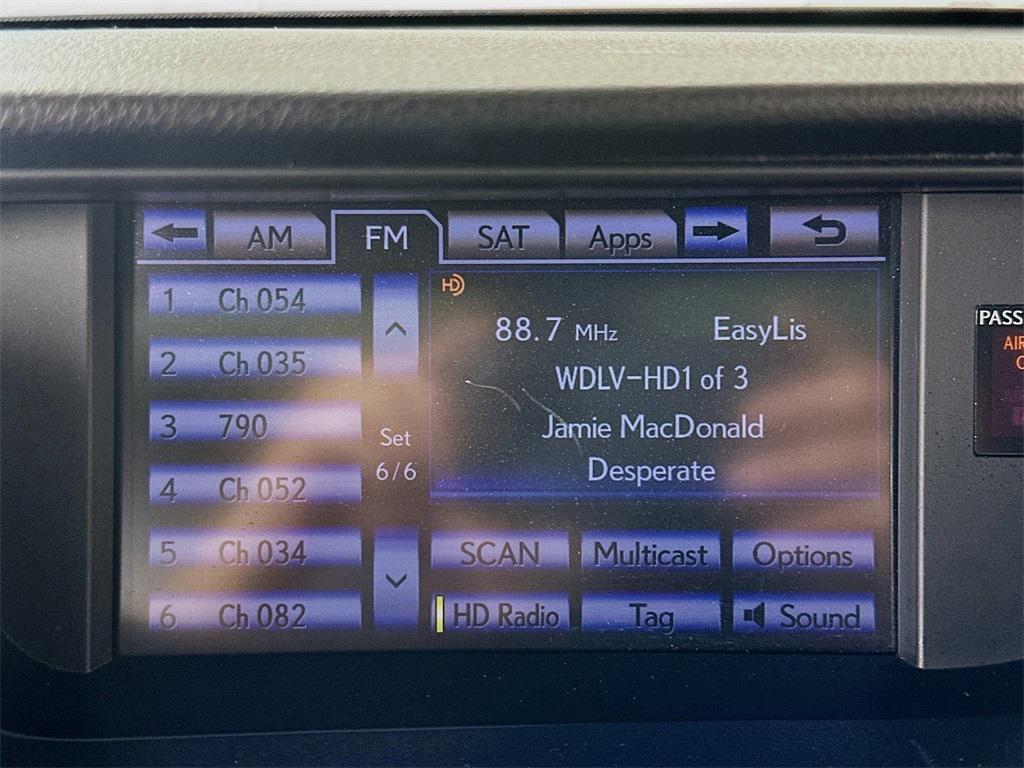 AM FM SAT Apps
1 Ch 054
2 Ch 035
3 790
4 Ch 052
5 Ch 034
6 Ch 082
Set
6/6
HD
88.7 MHz EasyLis
WDLV-HD1 of 3
Jamie MacDonald
Desperate
SCAN Multicast Options
HD Radio Tag Sound
PASS
AIR